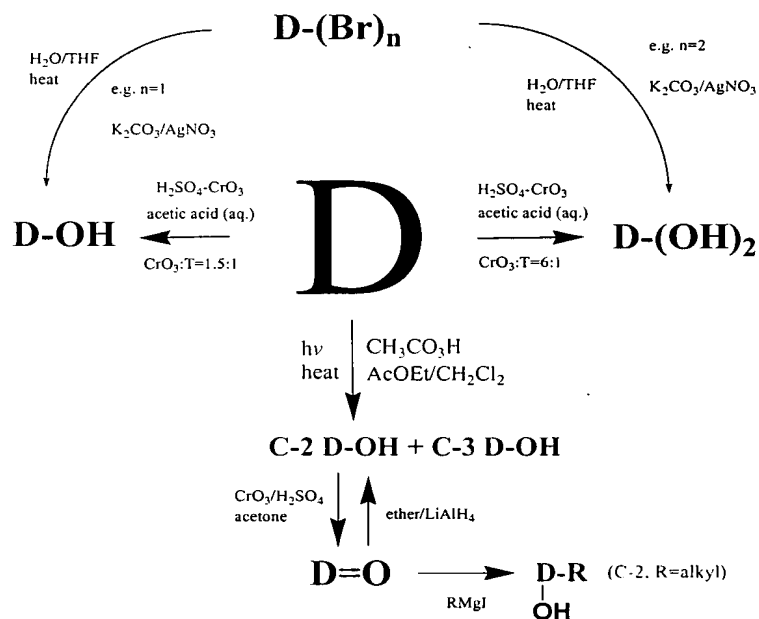 D-(Br)n
H2O/THF
heat
e.g. n=1
K2CO3/AgNO3
e.g. n=2
H2O/THF
heat
K2CO3/AgNO3
H2SO4-CrO3
acetic acid (aq.)
CrO3:T=1.5:1
D-OH
D
H2SO4-CrO3
acetic acid (aq.)
CrO3:T=6:1
D-(OH)2
hν
heat
CH3CO3H
AcOEt/CH2Cl2
C-2 D-OH + C-3 D-OH
CrO3/H2SO4
acetone
ether/LiAlH4
D=O
RMgI
D-R
OH
(C-2. R=alkyl)